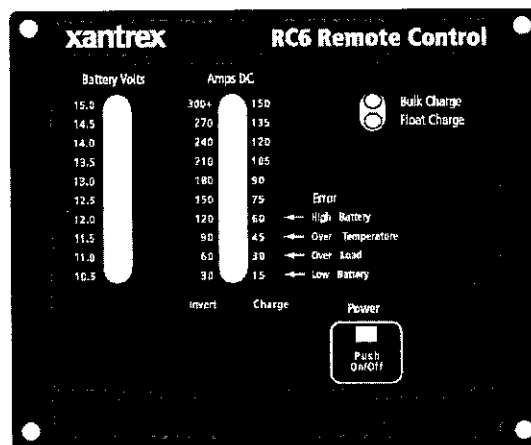 xantrex RC6 Remote Control
Battery Volts Amps DC
15.0 300+ 150 Bulk Charge
14.5 270 135 Float Charge
14.0 240 120
13.5 210 105
13.0 180 90
12.5 150 75 Error
12.0 120 60 High Battery
11.5 90 45 Over Temperature
11.0 60 30 Over Load
10.5 30 15 Low Battery
Invert Charge Power
Push
On/Off